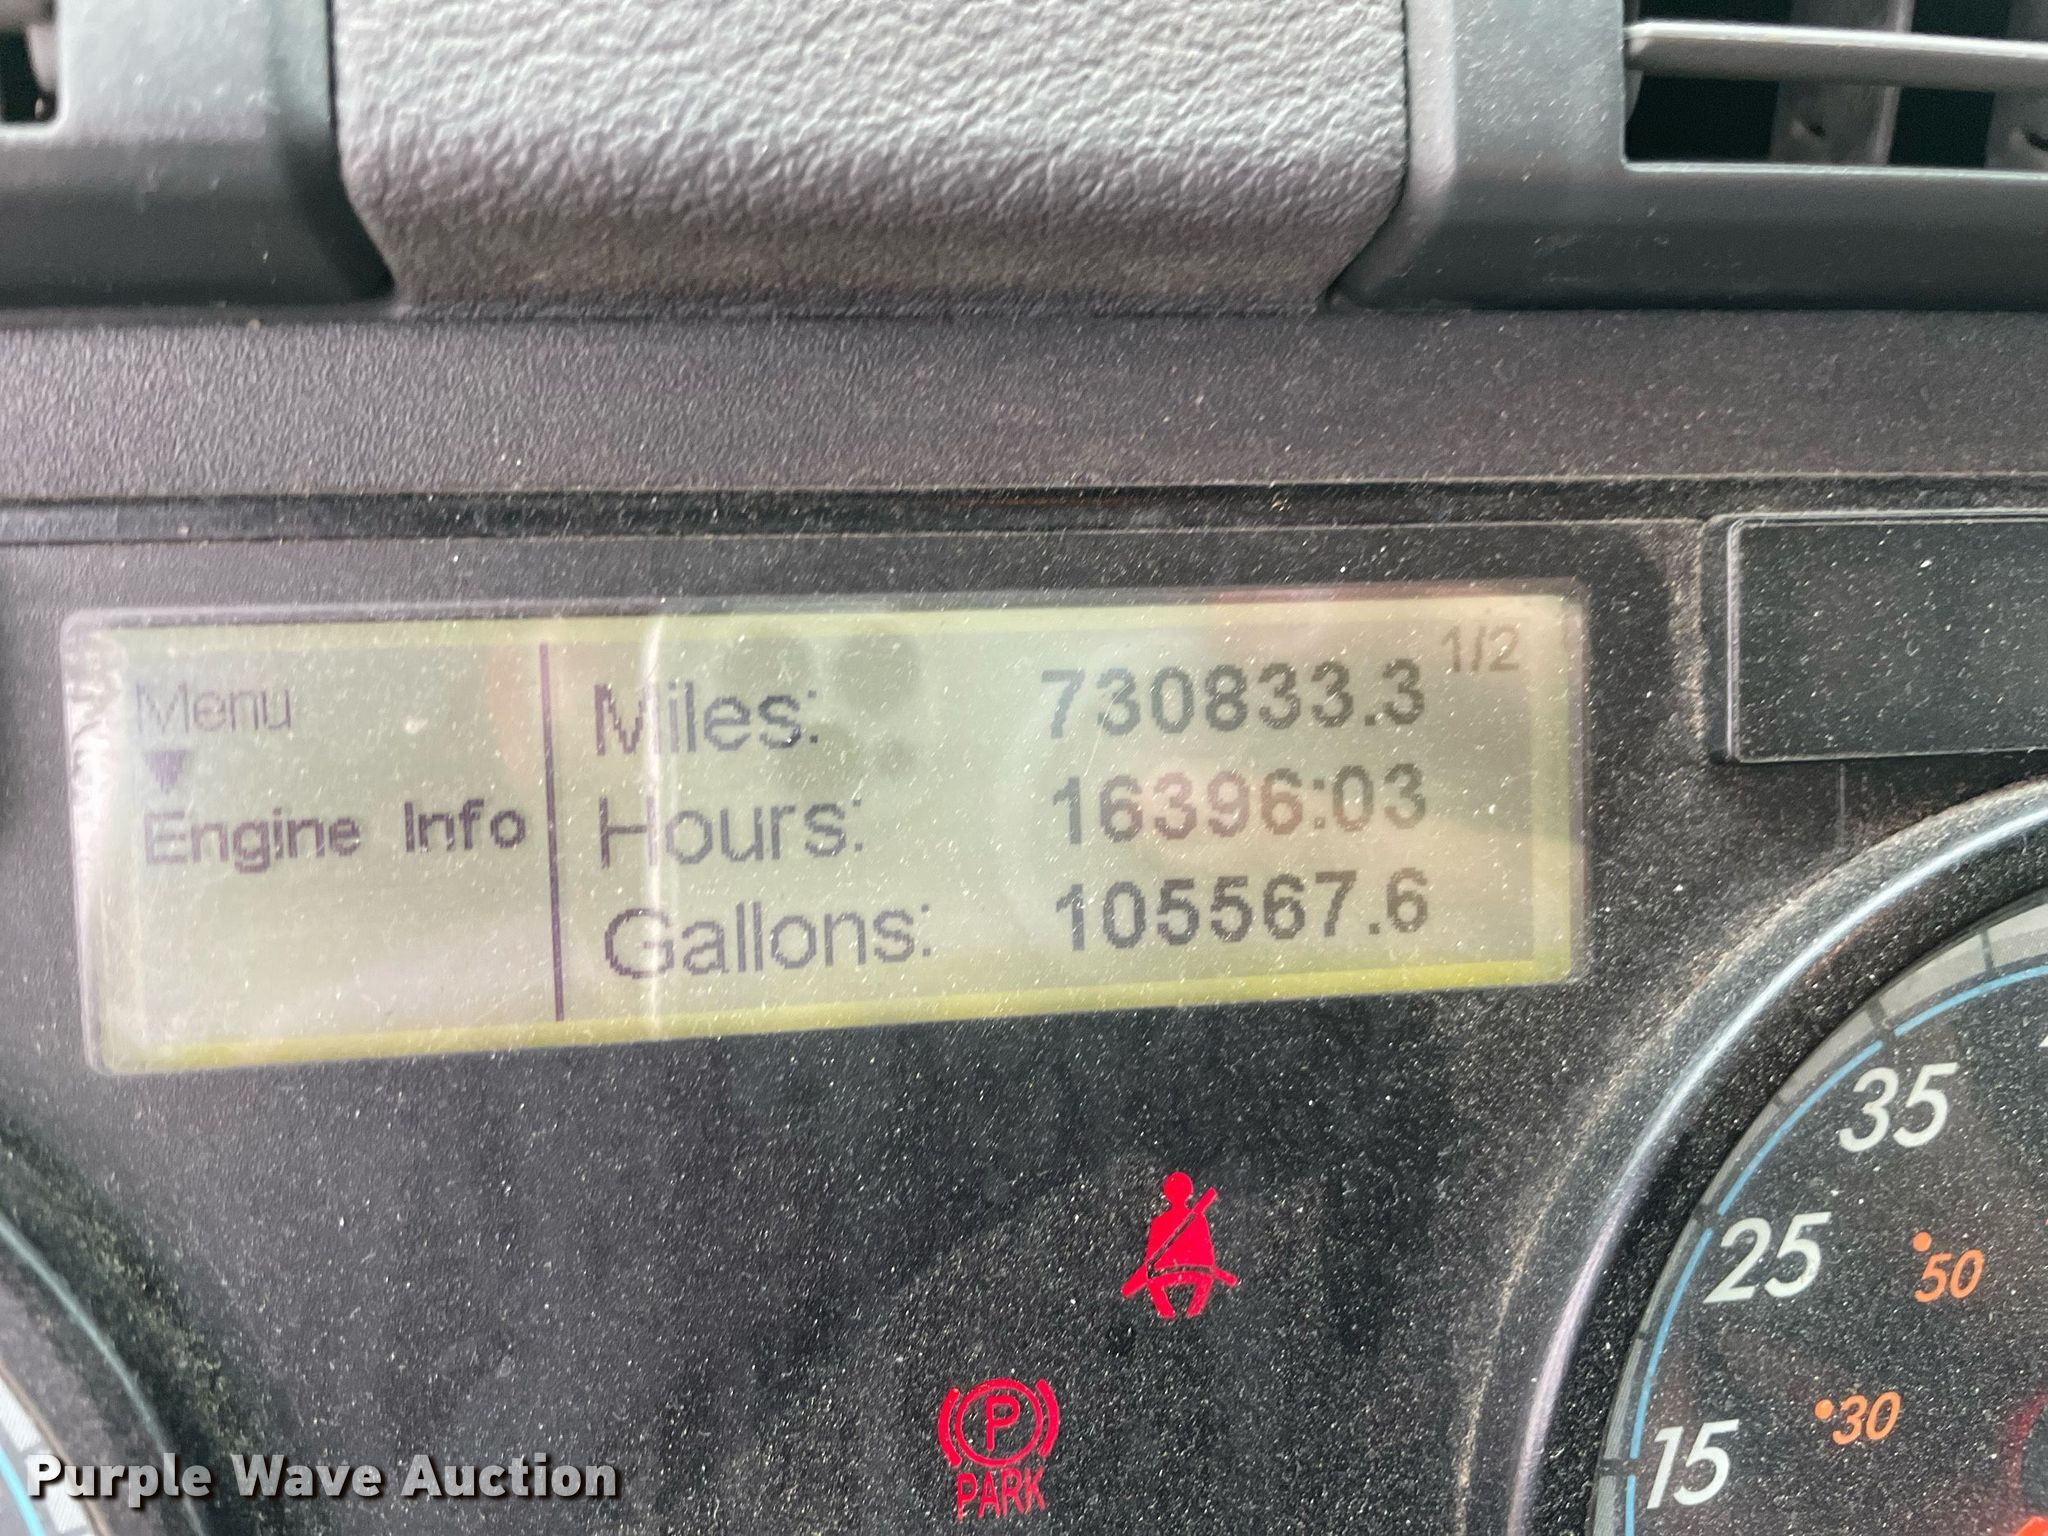 1/2
Menu
Miles: 730833.3
Hours: 16396:03
Engine Info
Gallons: 105567.6
35
25
50
30
15
P
PARK
Purple Wave Auction